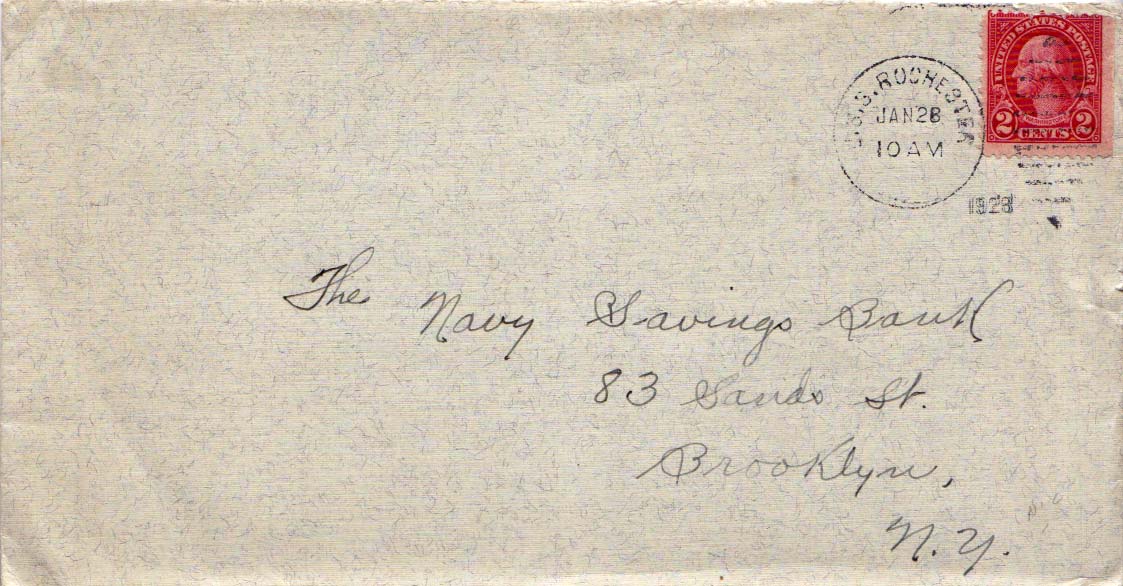 UNITED STATES POSTAGE
WASHINGTON
2 CENTS 2
U.S.S. ROCHESTER
JAN 28
10 AM
1928
The Navy Savings Bank
83 Sands St.
Brooklyn,
N.Y.